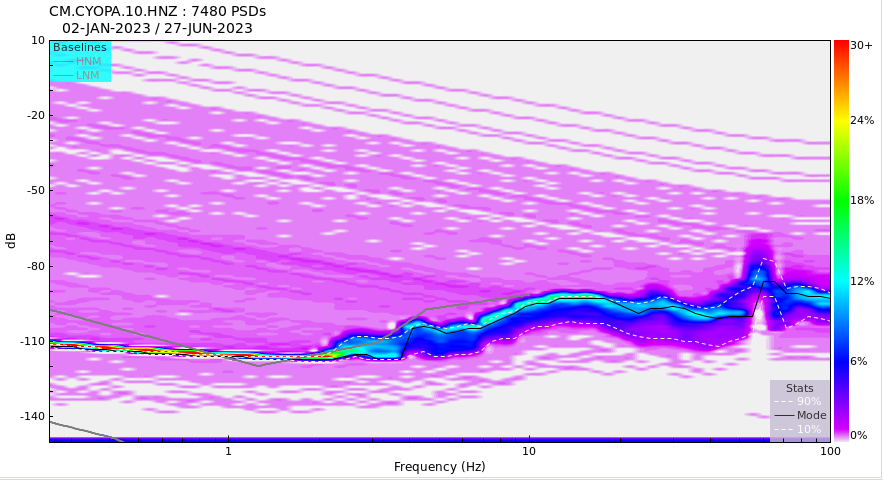 CM.CYOPA.10.HNZ : 7480 PSDs
02-JAN-2023 / 27-JUN-2023
10
-20
-50
-80
-110
-140
dB
Baselines
HNM
LNM
Stats
90%
Mode
10%
1
10
100
Frequency (Hz)
30+
24%
18%
12%
6%
0%